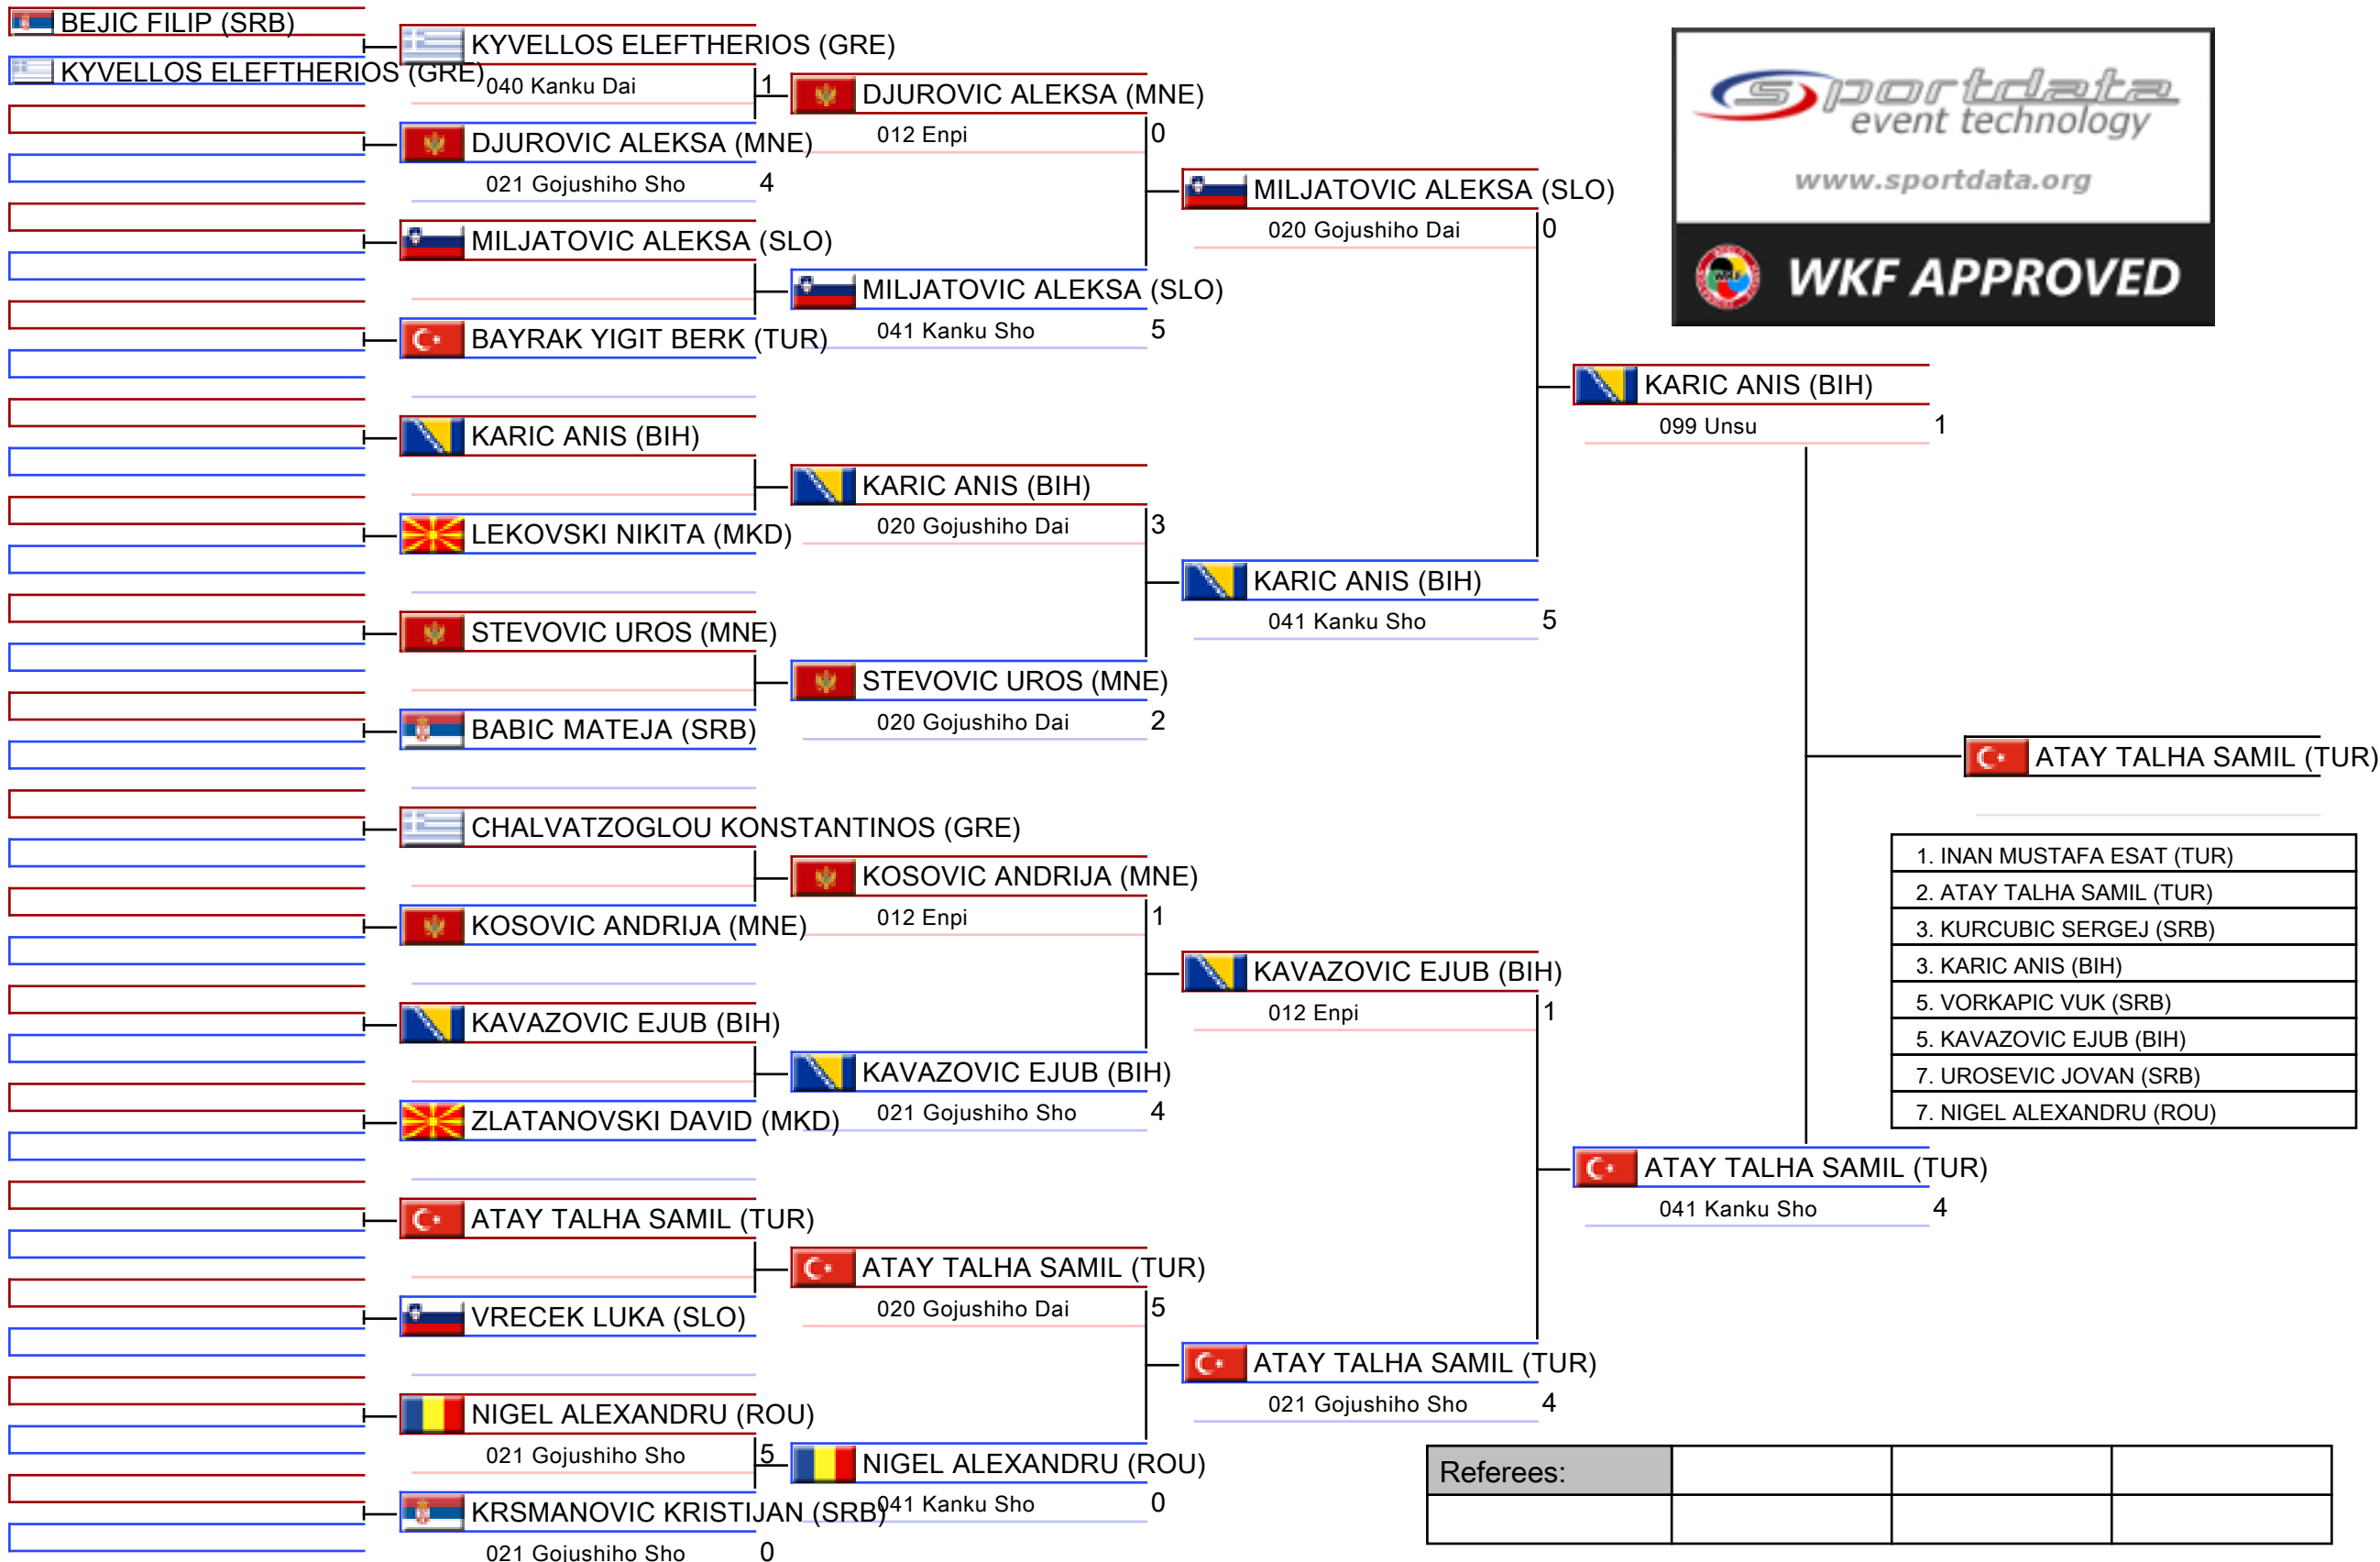 BEJIC FILIP (SRB)
KYVELLOS ELEFTHERIOS (GRE)
KYVELLOS ELEFTHERIOS (GRE)
040 Kanku Dai 1
DJUROVIC ALEKSA (MNE)
021 Gojushiho Sho 4
MILJATOVIC ALEKSA (SLO)
BAYRAK YIGIT BERK (TUR)
KARIC ANIS (BIH)
LEKOVSKI NIKITA (MKD)
STEVOVIC UROS (MNE)
BABIC MATEJA (SRB)
CHALVATZOGLOU KONSTANTINOS (GRE)
KOSOVIC ANDRIJA (MNE)
KAVAZOVIC EJUB (BIH)
ZLATANOVSKI DAVID (MKD)
ATAY TALHA SAMIL (TUR)
VRECEK LUKA (SLO)
NIGEL ALEXANDRU (ROU)
021 Gojushiho Sho 5
KRSMANOVIC KRISTIJAN (SRB)
021 Gojushiho Sho 0
DJUROVIC ALEKSA (MNE)
012 Enpi 0
MILJATOVIC ALEKSA (SLO)
041 Kanku Sho 5
KARIC ANIS (BIH)
020 Gojushiho Dai 3
STEVOVIC UROS (MNE)
020 Gojushiho Dai 2
KOSOVIC ANDRIJA (MNE)
012 Enpi 1
KAVAZOVIC EJUB (BIH)
021 Gojushiho Sho 4
ATAY TALHA SAMIL (TUR)
020 Gojushiho Dai 5
NIGEL ALEXANDRU (ROU)
041 Kanku Sho 0
MILJATOVIC ALEKSA (SLO)
020 Gojushiho Dai 0
KARIC ANIS (BIH)
041 Kanku Sho 5
KAVAZOVIC EJUB (BIH)
012 Enpi 1
ATAY TALHA SAMIL (TUR)
021 Gojushiho Sho 4
KARIC ANIS (BIH)
099 Unsu 1
ATAY TALHA SAMIL (TUR)
041 Kanku Sho 4
ATAY TALHA SAMIL (TUR)
sportdata
event technology
www.sportdata.org
WKF
WKF APPROVED
1. INAN MUSTAFA ESAT (TUR)
2. ATAY TALHA SAMIL (TUR)
3. KURCUBIC SERGEJ (SRB)
3. KARIC ANIS (BIH)
5. VORKAPIC VUK (SRB)
5. KAVAZOVIC EJUB (BIH)
7. UROSEVIC JOVAN (SRB)
7. NIGEL ALEXANDRU (ROU)
Referees: